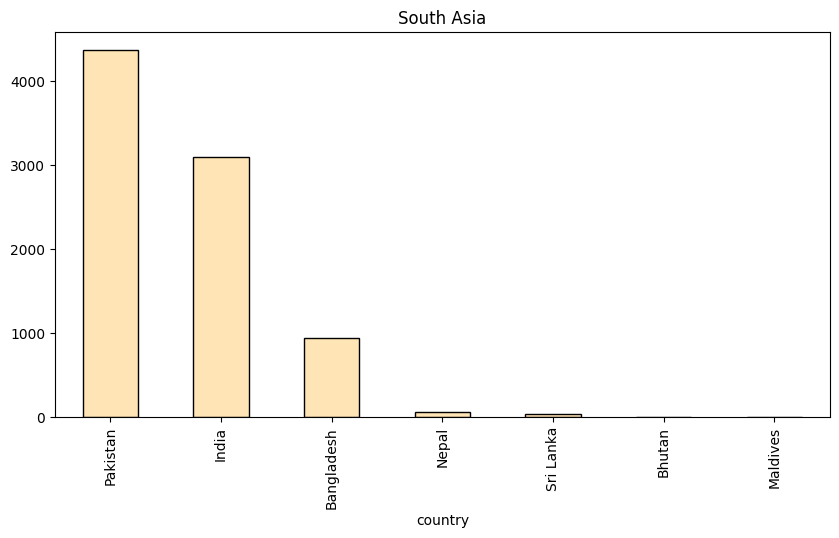 South Asia
4000
3000
2000
1000
0
Pakistan
India
Bangladesh
Nepal
Sri Lanka
Bhutan
Maldives
country